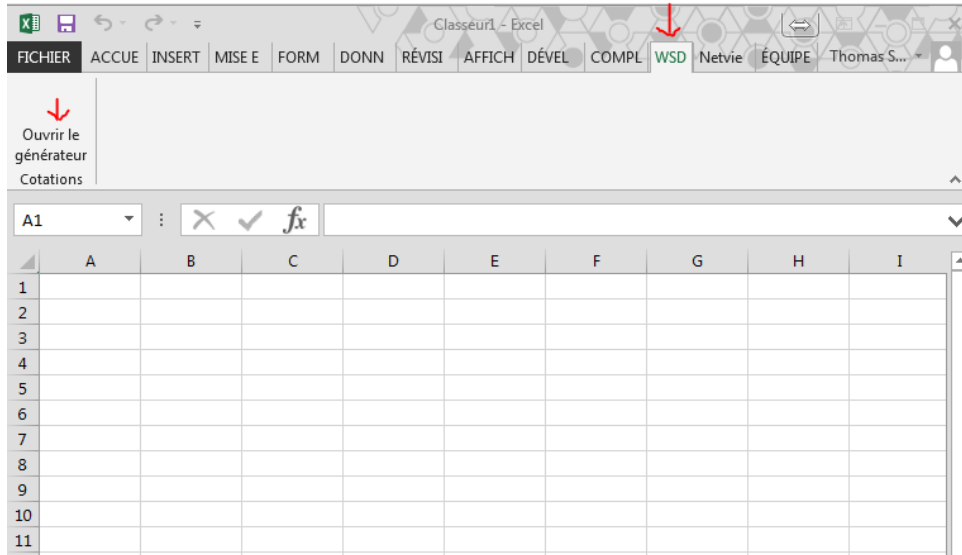 Classeur1 - Excel
FICHIER ACCUE INSERT MISE E FORM DONN RÉVISI AFFICH DÉVEL COMPL WSD Netvie ÉQUIPE Thomas S...
Ouvrir le
générateur
Cotations
A1 fx
A B C D E F G H I
1
2
3
4
5
6
7
8
9
10
11